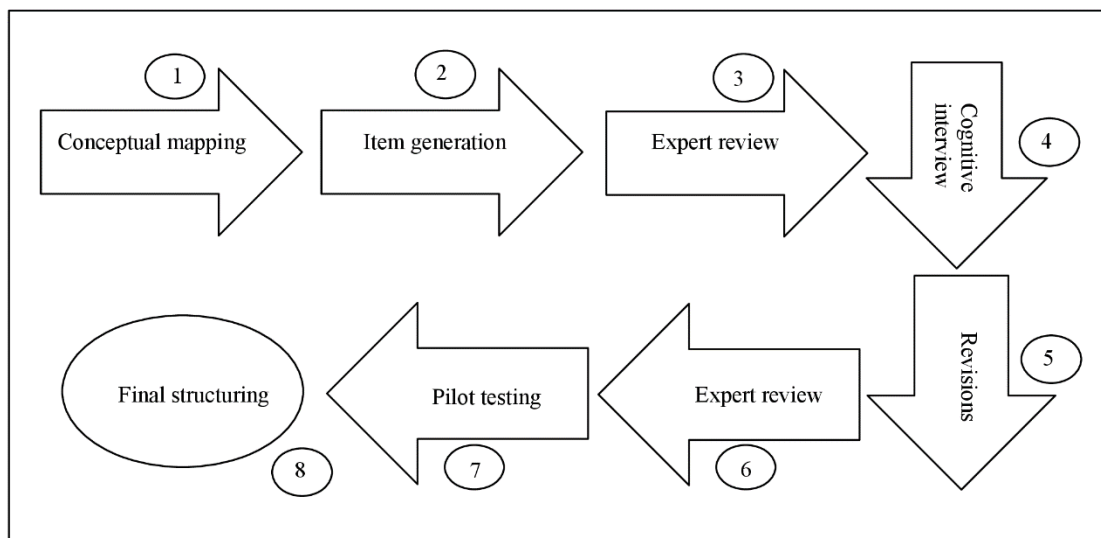 1
Conceptual mapping
2
Item generation
3
Expert review
4
Cognitive
interview
5
Revisions
6
Expert review
7
Pilot testing
8
Final structuring